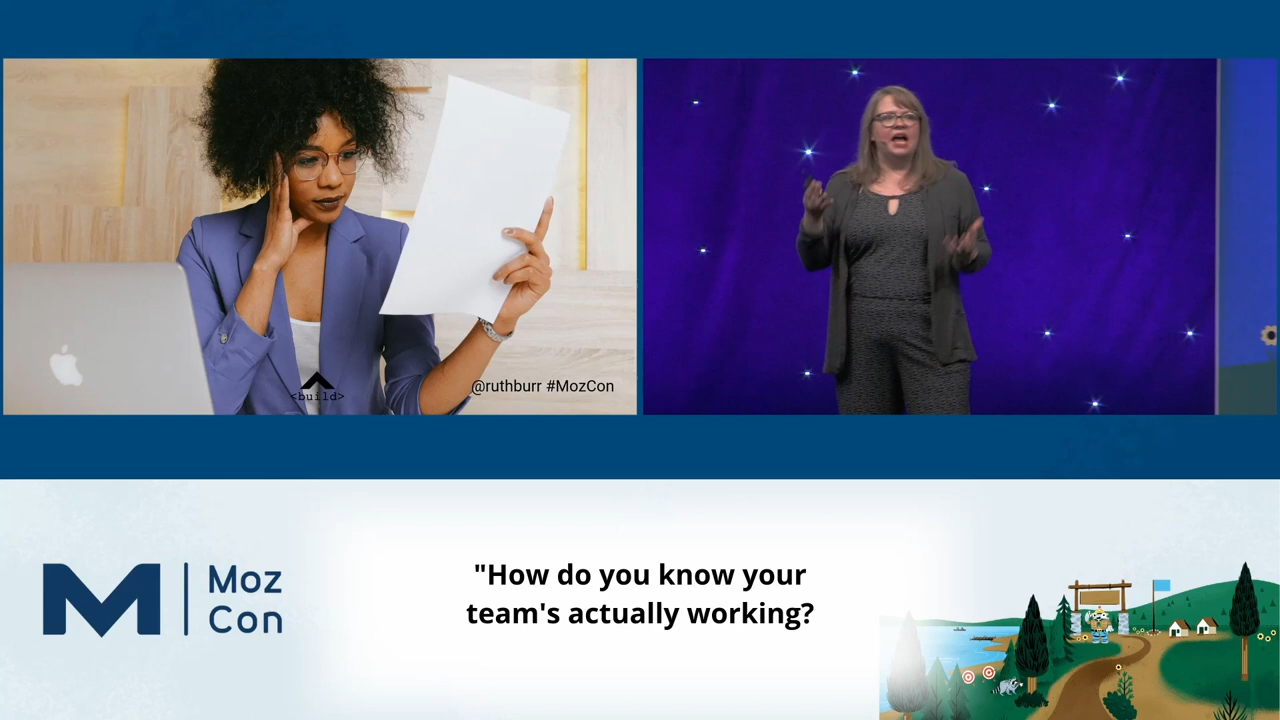 <build>
@ruthburr #MozCon
Moz
Con
"How do you know your
team's actually working?